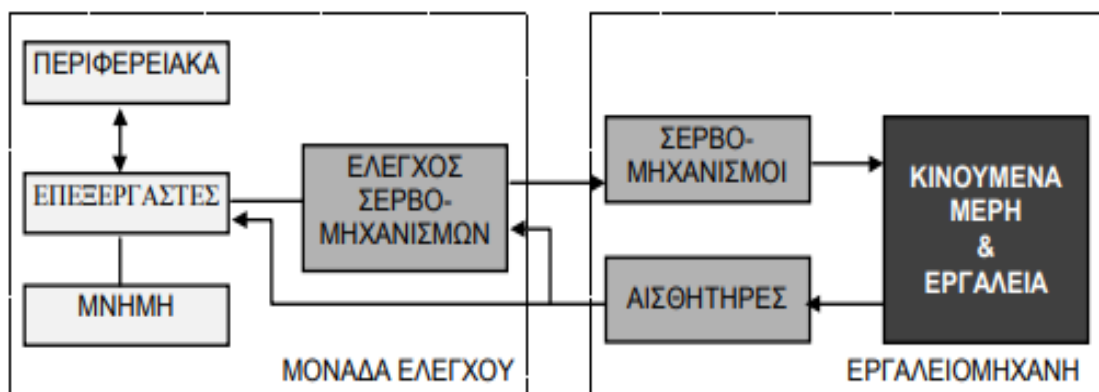 ΠΕΡΙΦΕΡΕΙΑΚΑ
ΕΠΕΞΕΡΓΑΣΤΕΣ
ΜΝΗΜΗ
ΕΛΕΓΧΟΣ
ΣΕΡΒΟ-
ΜΗΧΑΝΙΣΜΩΝ
ΜΟΝΑΔΑ ΕΛΕΓΧΟΥ
ΣΕΡΒΟ-
ΜΗΧΑΝΙΣΜΟΙ
ΑΙΣΘΗΤΗΡΕΣ
ΚΙΝΟΥΜΕΝΑ
ΜΕΡΗ
&
ΕΡΓΑΛΕΙΑ
ΕΡΓΑΛΕΙΟΜΗΧΑΝΗ